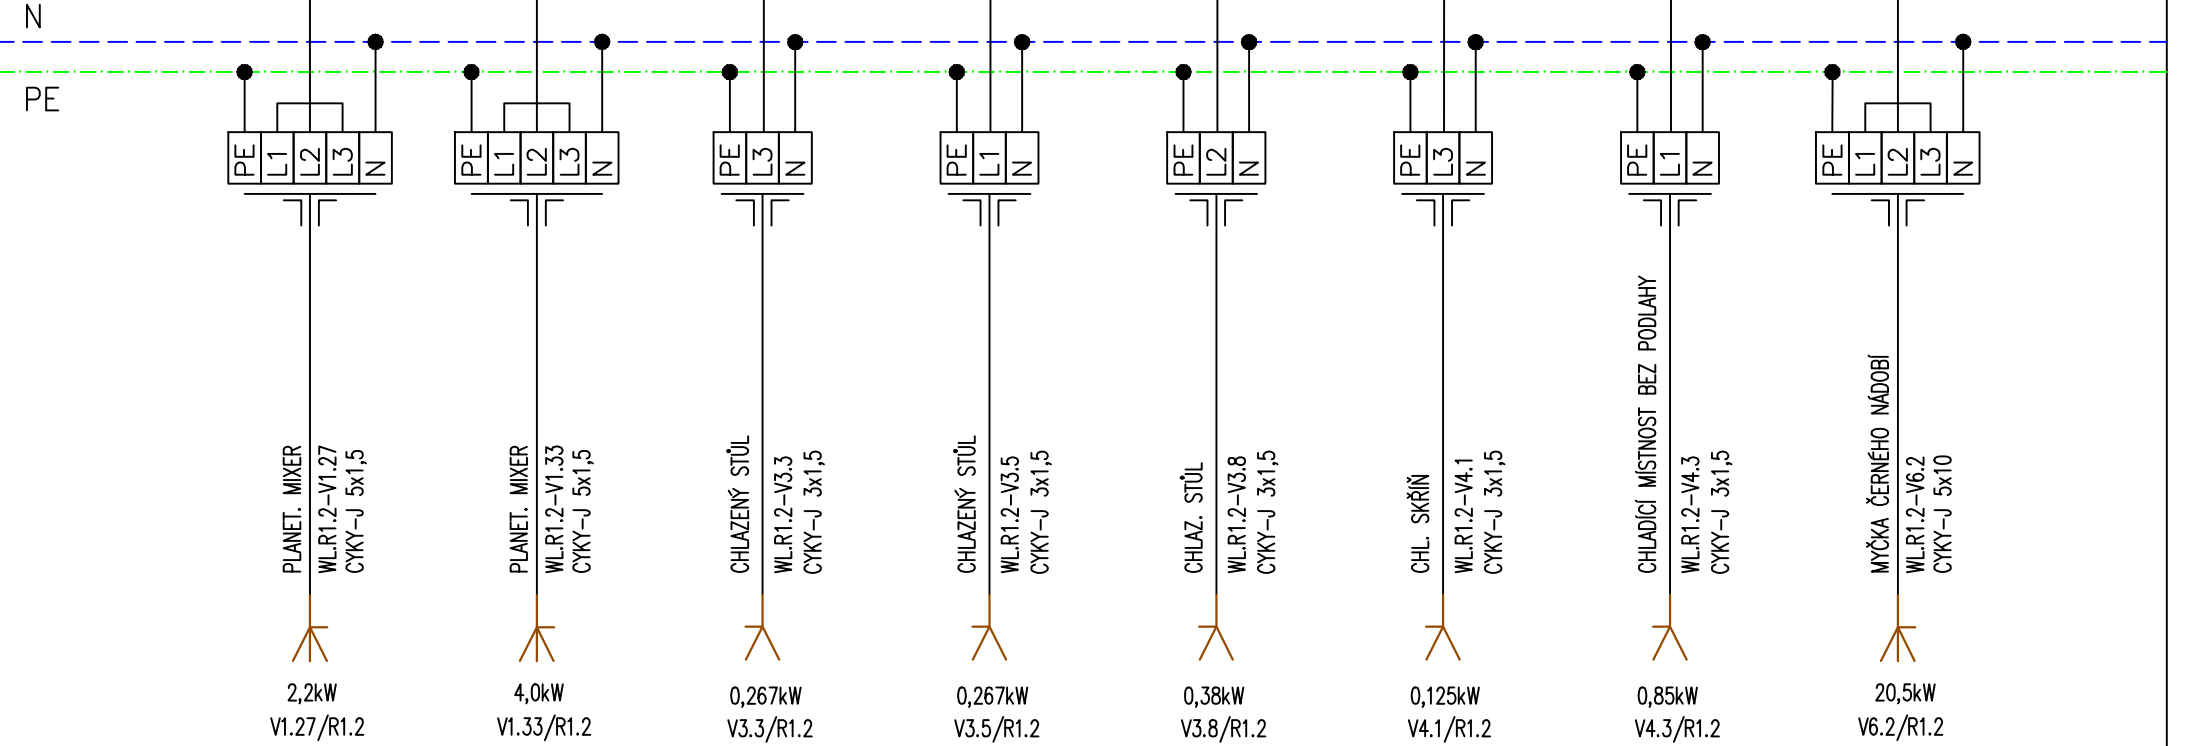 N
PE
PE L1 L2 L3 N
PE L1 L2 L3 N
PE L3 N
PE L1 N
PE L2 N
PE L3 N
PE L1 N
PE L1 L2 L3 N
PLANET. MIXER
WL.R1.2-V1.27
CYKY-J 5x1,5
PLANET. MIXER
WL.R1.2-V1.33
CYKY-J 5x1,5
CHLAZENÝ STŮL
WL.R1.2-V3.3
CYKY-J 3x1,5
CHLAZENÝ STŮL
WL.R1.2-V3.5
CYKY-J 3x1,5
CHLAZ. STŮL
WL.R1.2-V3.8
CYKY-J 3x1,5
CHL. SKŘÍŇ
WL.R1.2-V4.1
CYKY-J 3x1,5
CHLADÍCÍ MÍSTNOST BEZ PODLAHY
WL.R1.2-V4.3
CYKY-J 3x1,5
MYČKA ČERNÉHO NÁDOBÍ
WL.R1.2-V6.2
CYKY-J 5x10
2,2kW
V1.27/R1.2
4,0kW
V1.33/R1.2
0,267kW
V3.3/R1.2
0,267kW
V3.5/R1.2
0,38kW
V3.8/R1.2
0,125kW
V4.1/R1.2
0,85kW
V4.3/R1.2
20,5kW
V6.2/R1.2